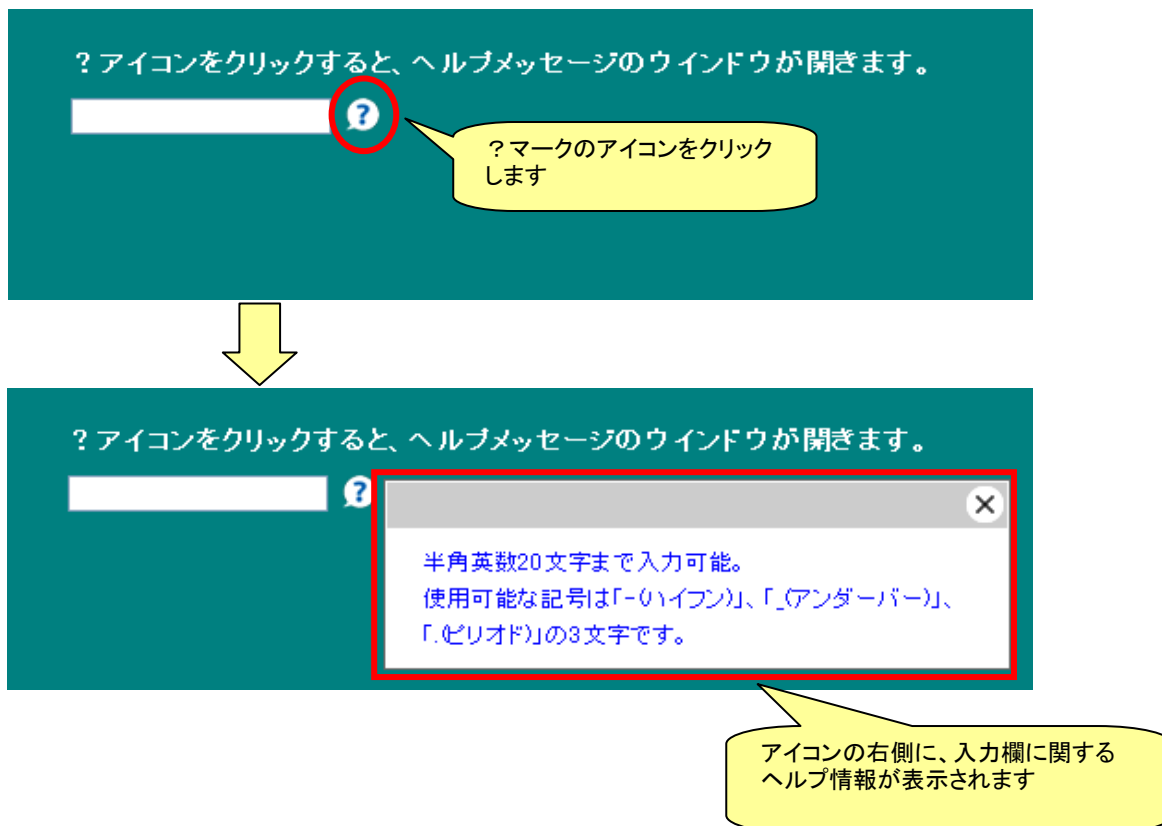 ？アイコンをクリックすると、ヘルプメッセージのウインドウが開きます。
?
？マークのアイコンをクリック
します
？アイコンをクリックすると、ヘルプメッセージのウインドウが開きます。
?
半角英数20文字まで入力可能。
使用可能な記号は「-(ハイフン)」、「_(アンダーバー)」、
「.(ピリオド)」の3文字です。
アイコンの右側に、入力欄に関する
ヘルプ情報が表示されます